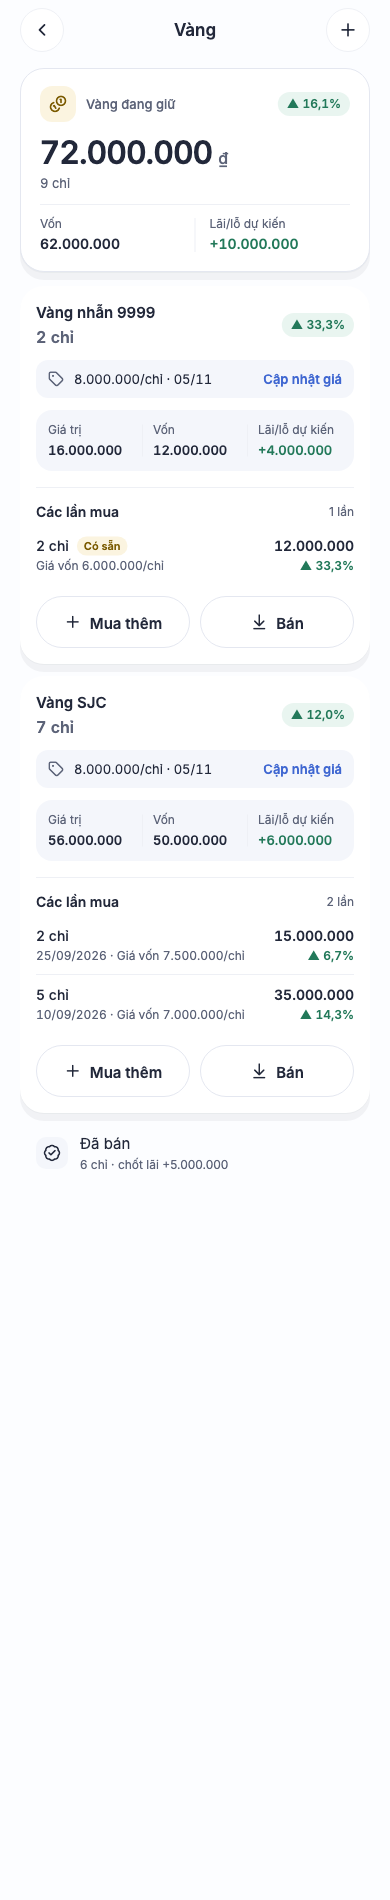 Vàng
Vàng đang giữ
▲ 16,1%
72.000.000 ₫
9 chỉ
Vốn
Lãi/lỗ dự kiến
62.000.000
+10.000.000
Vàng nhẫn 9999
2 chỉ
▲ 33,3%
8.000.000/chỉ · 05/11
Cập nhật giá
Giá trị
Vốn
Lãi/lỗ dự kiến
16.000.000
12.000.000
+4.000.000
Các lần mua
1 lần
2 chỉ
Có sẵn
12.000.000
Giá vốn 6.000.000/chỉ
▲ 33,3%
Mua thêm
Bán
Vàng SJC
7 chỉ
▲ 12,0%
8.000.000/chỉ · 05/11
Cập nhật giá
Giá trị
Vốn
Lãi/lỗ dự kiến
56.000.000
50.000.000
+6.000.000
Các lần mua
2 lần
2 chỉ
15.000.000
25/09/2026 · Giá vốn 7.500.000/chỉ
▲ 6,7%
5 chỉ
35.000.000
10/09/2026 · Giá vốn 7.000.000/chỉ
▲ 14,3%
Mua thêm
Bán
Đã bán
6 chỉ · chốt lãi +5.000.000